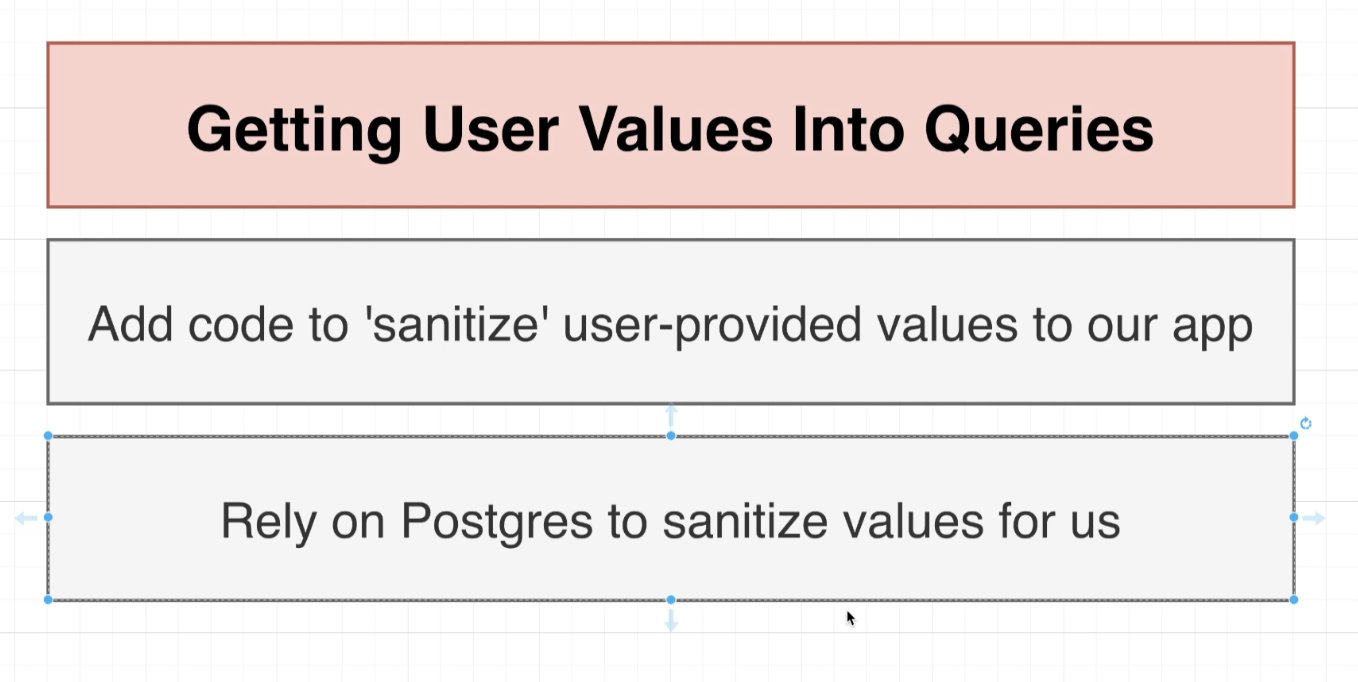 Getting User Values Into Queries
Add code to 'sanitize' user-provided values to our app
Rely on Postgres to sanitize values for us